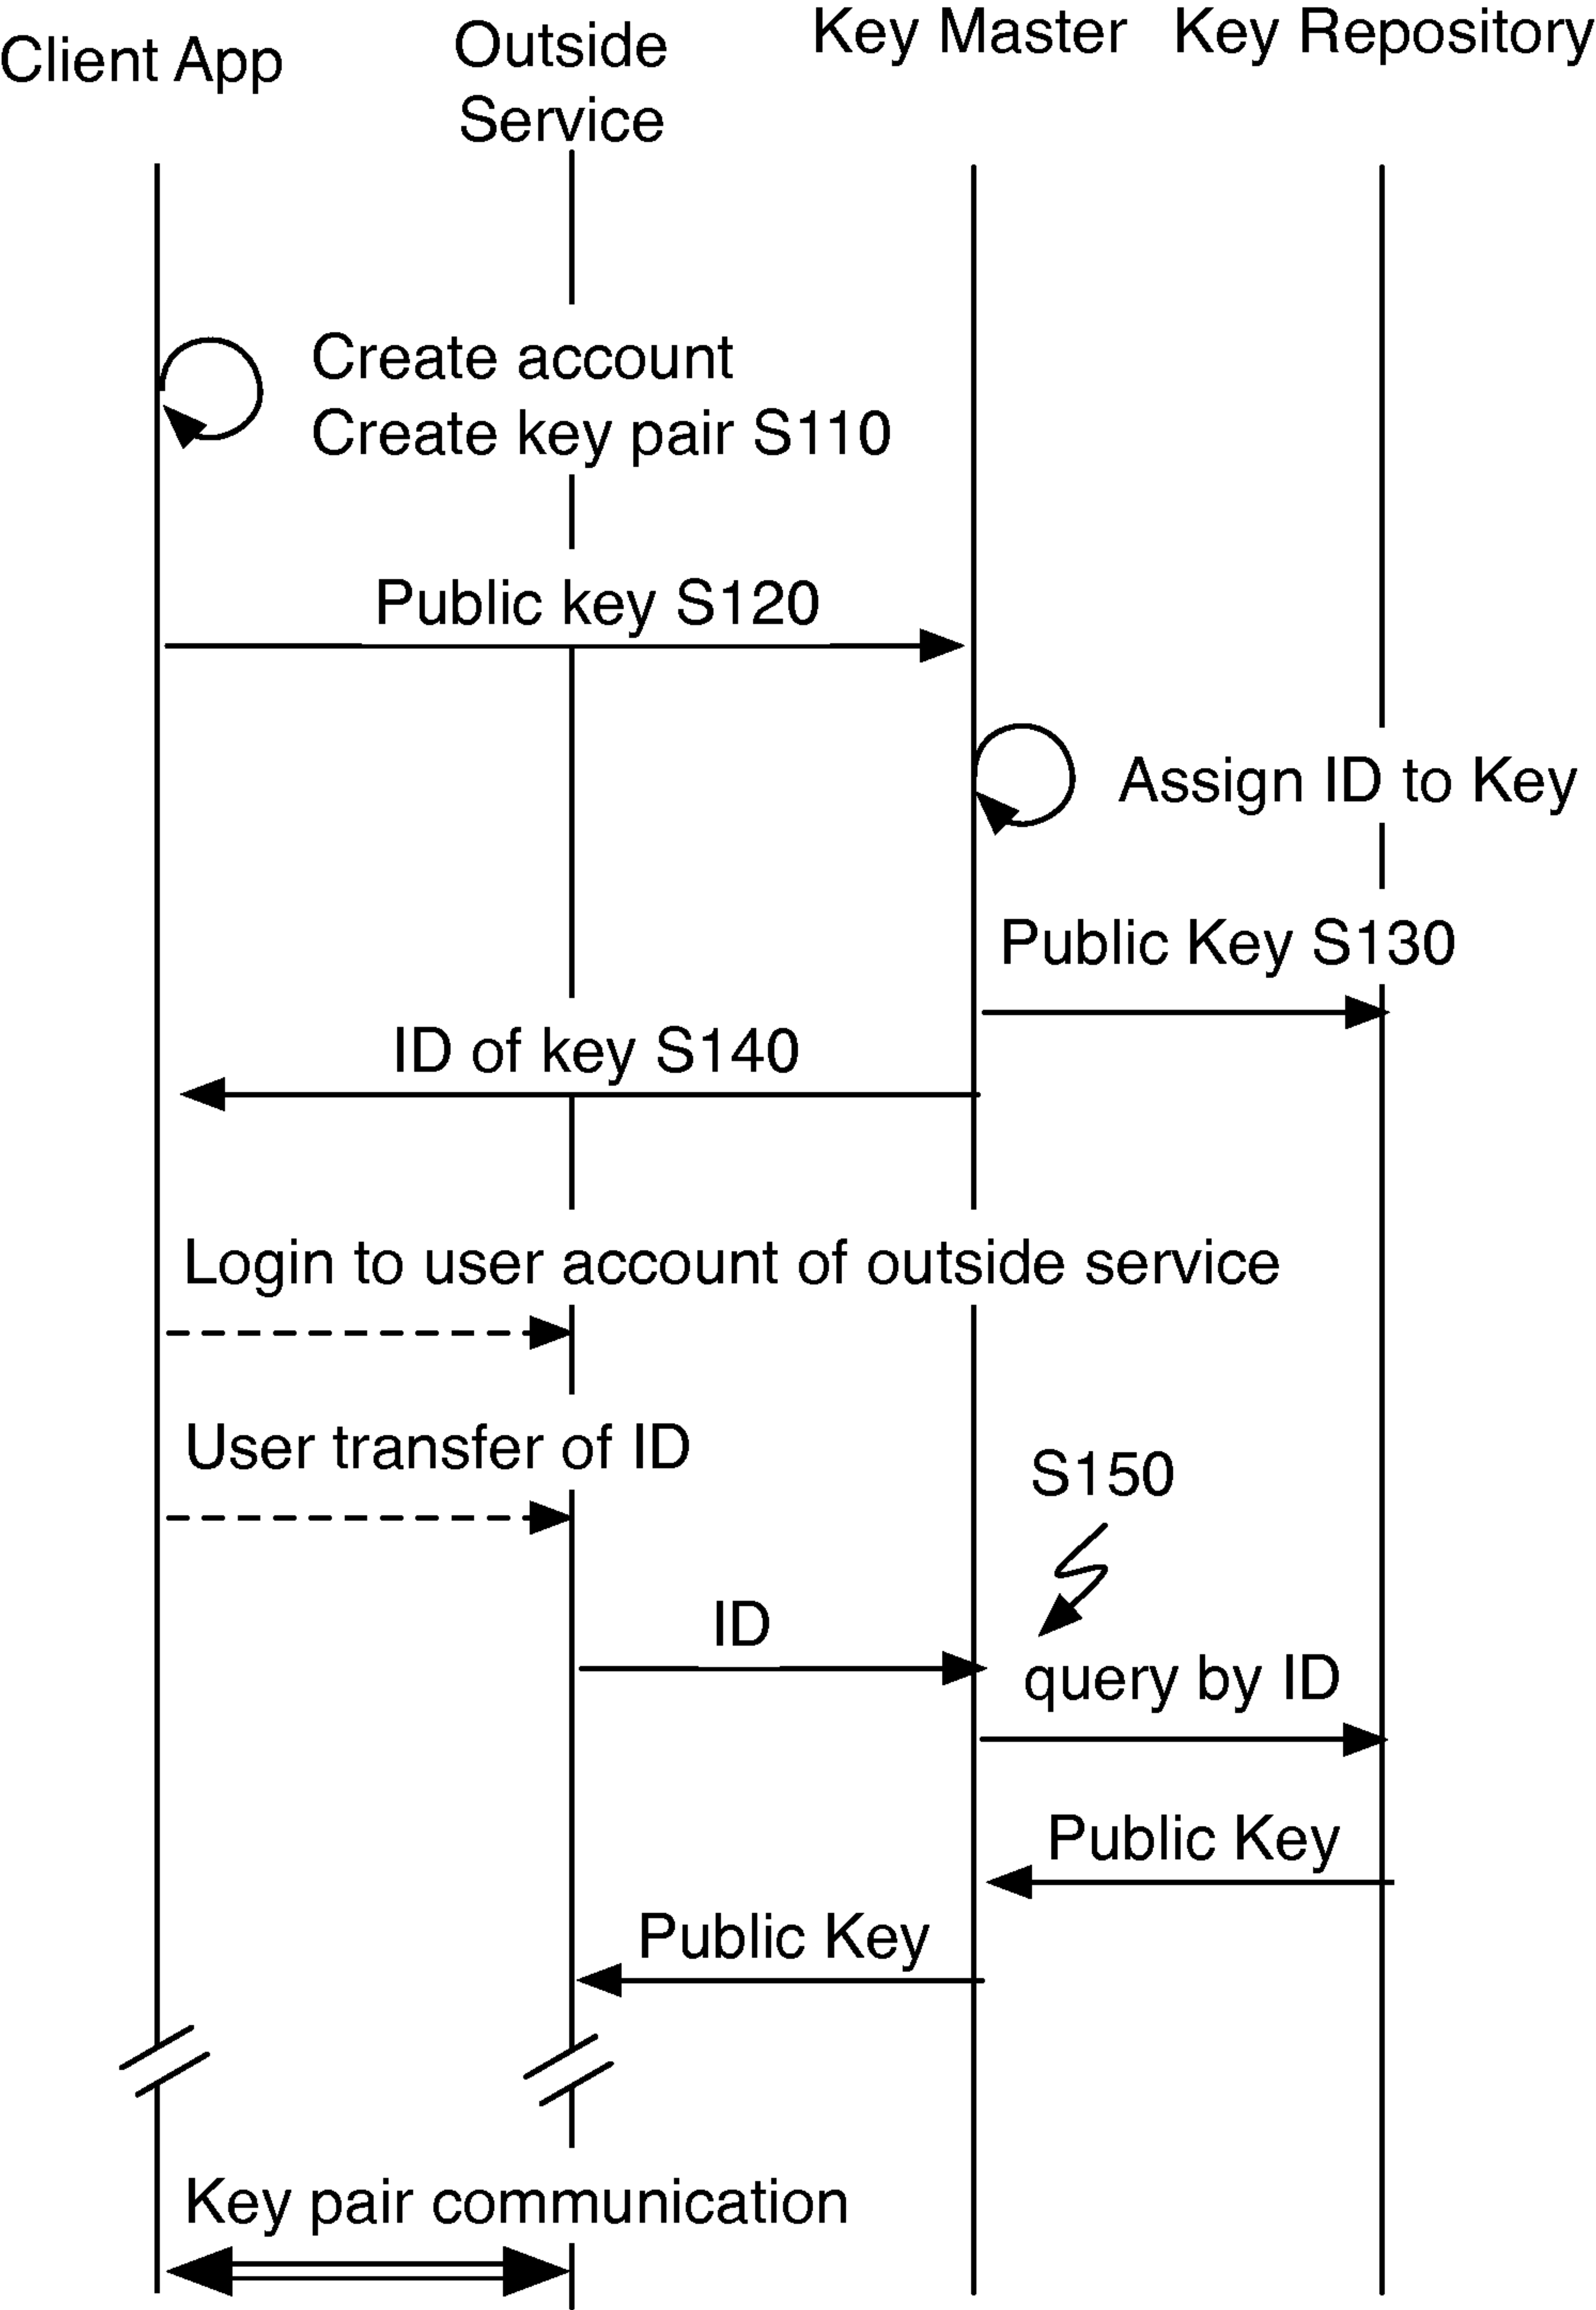 Client App
Outside
Service
Key Master
Key Repository
Create account
Create key pair S110
Public key S120
Assign ID to Key
Public Key S130
ID of key S140
Login to user account of outside service
User transfer of ID
S150
ID
query by ID
Public Key
Public Key
Key pair communication